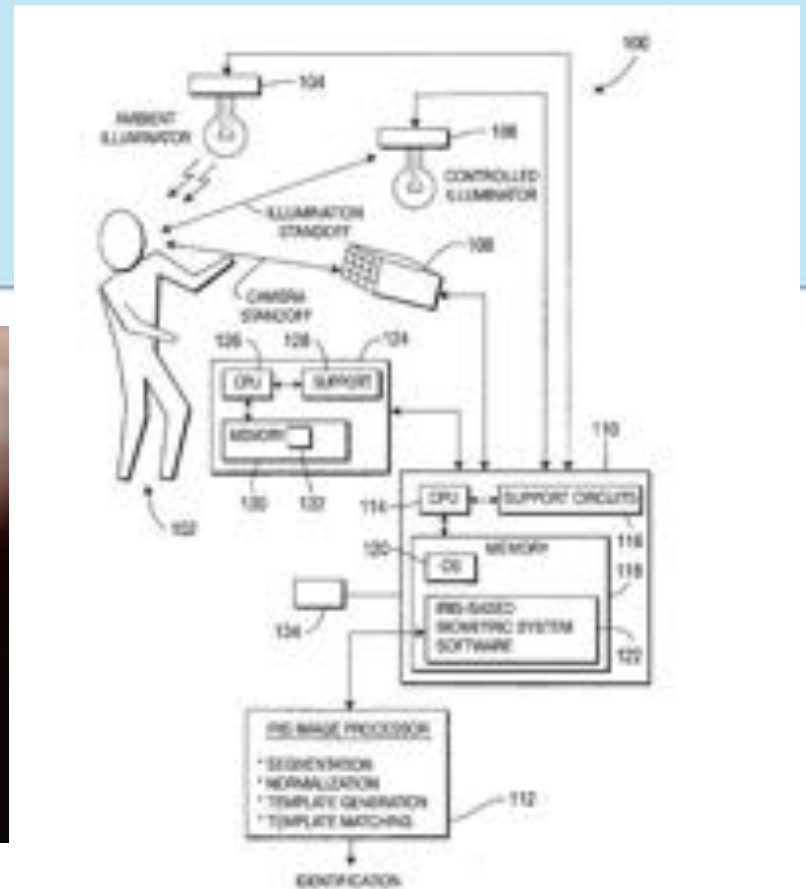 100
104
AMBIENT
ILLUMINATOR
106
CONTROLLED
ILLUMINATOR
ILLUMINATION
STANDOFF
108
CAMERA
STANDOFF
126
128
124
CPU
SUPPORT
MEMORY
130
132
102
110
114
CPU
SUPPORT CIRCUITS
116
120
MEMORY
OS
118
134
IRIS-BASED
BIOMETRIC SYSTEM
SOFTWARE
122
IRIS IMAGE PROCESSOR
* SEGMENTATION
* NORMALIZATION
* TEMPLATE GENERATION
* TEMPLATE MATCHING
112
IDENTIFICATION